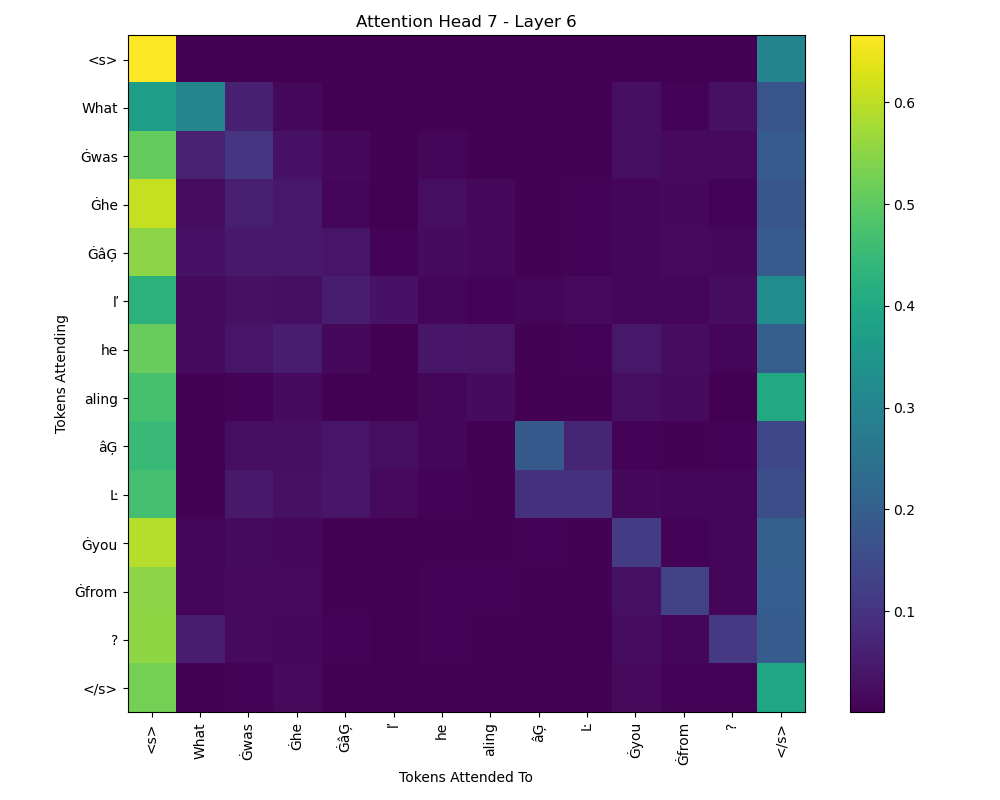 Attention Head 7 - Layer 6
Tokens Attending
<s>
What
Ġwas
Ġhe
ĠâĢ
ľ
he
aling
âĢ
Ŀ
Ġyou
Ġfrom
?
</s>
0.6
0.5
0.4
0.3
0.2
0.1
<s> What Ġwas Ġhe ĠâĢ ľ he aling âĢ Ŀ Ġyou Ġfrom ? </s>
Tokens Attended To